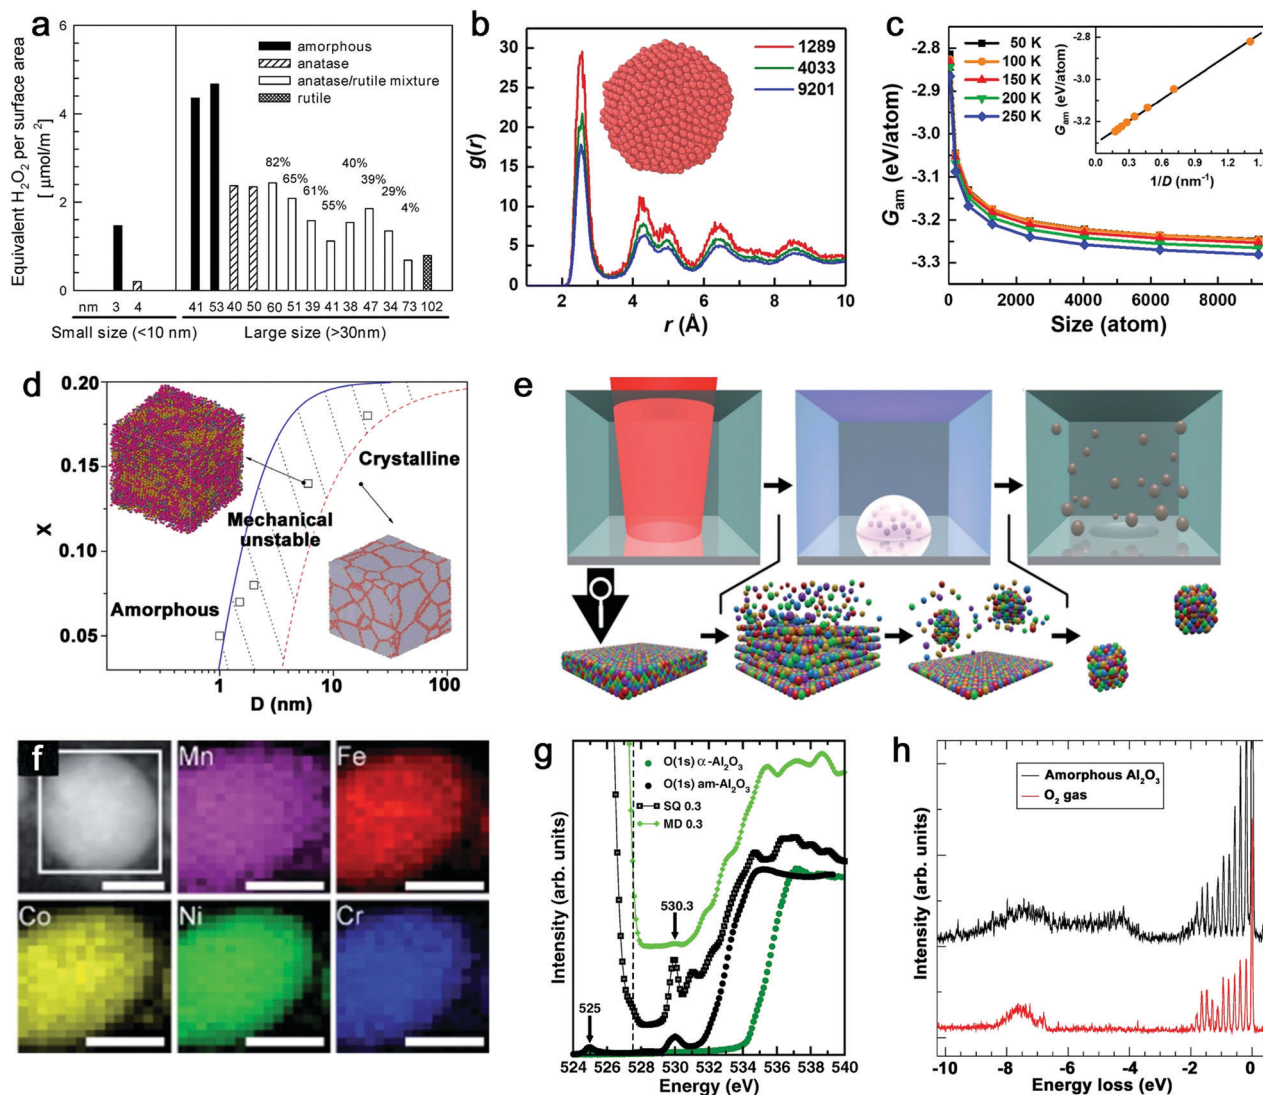 a
Equivalent H₂O₂ per surface area
[ μmol/m⁻² ]
6
4
2
0
amorphous
anatase
anatase/rutile mixture
rutile
82%
65%
61%
55%
40%
39%
29%
4%
nm 3 4 41 53 40 50 60 51 39 41 38 47 34 73 102
Small size (<10 nm) Large size (>30nm)
b
g(r)
30
25
20
15
10
5
0
1289
4033
9201
2 4 6 8 10
r (Å)
c
G_am (eV/atom)
-2.8
-2.9
-3.0
-3.1
-3.2
-3.3
50 K
100 K
150 K
200 K
250 K
G_am (eV/atom)
-2.8
-3.0
-3.2
0.0 0.3 0.6 0.9 1.2 1.5
1/D (nm⁻¹)
0 2000 4000 6000 8000
Size (atom)
d
X
0.20
0.15
0.10
0.05
Crystalline
Mechanical
unstable
Amorphous
1 10 100
D (nm)
e
f
Mn
Fe
Co
Ni
Cr
g
Intensity (arb. units)
O(1s) α-Al₂O₃
O(1s) am-Al₂O₃
SQ 0.3
MD 0.3
530.3
525
524 526 528 530 532 534 536 538 540
Energy (eV)
h
Intensity (arb. units)
Amorphous Al₂O₃
O₂ gas
-10 -8 -6 -4 -2 0
Energy loss (eV)